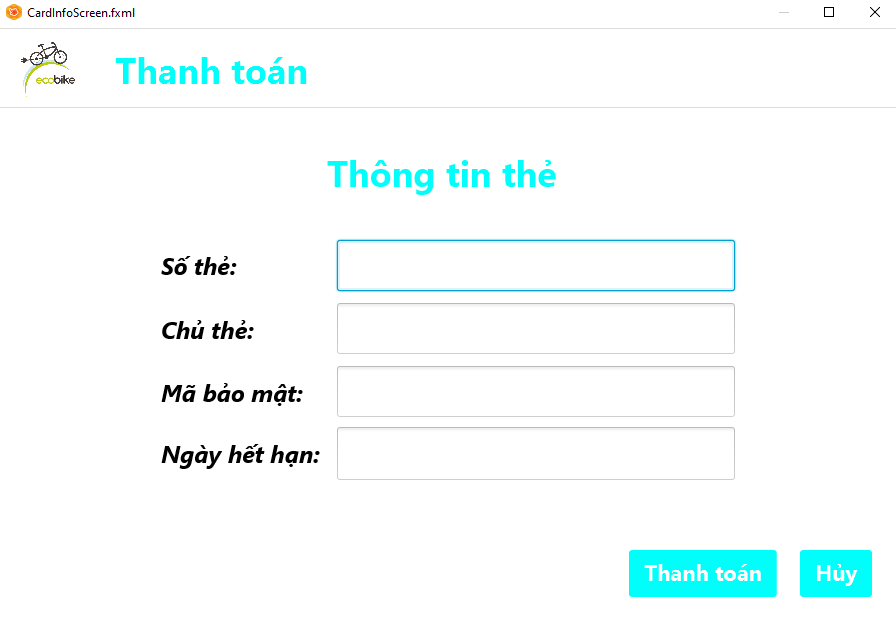 CardInfoScreen.fxml
ecobike
Thanh toán
Thông tin thẻ
Số thẻ:
Chủ thẻ:
Mã bảo mật:
Ngày hết hạn:
Thanh toán
Hủy